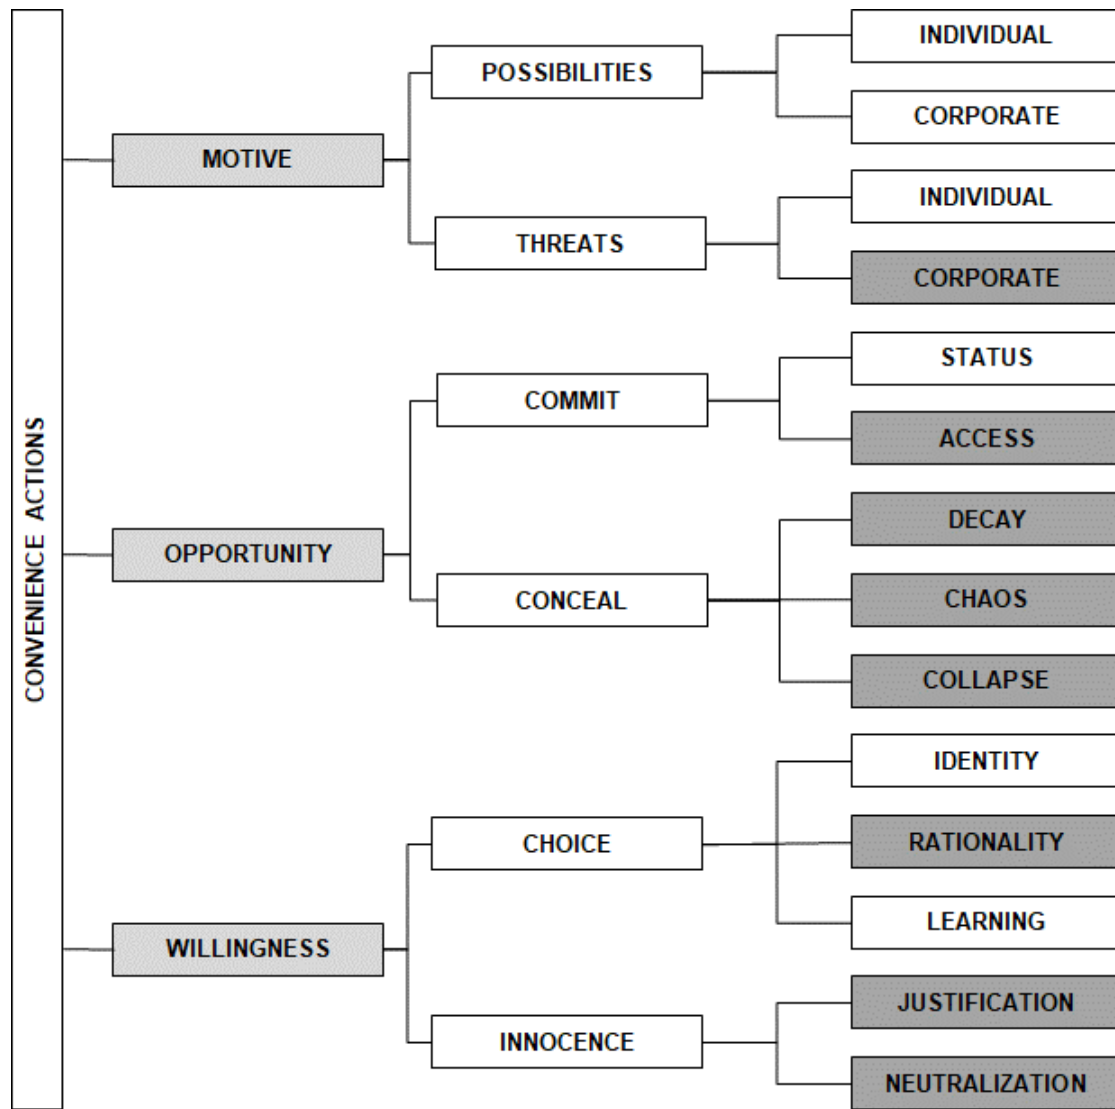 CONVENIENCE ACTIONS
MOTIVE
POSSIBILITIES
INDIVIDUAL
CORPORATE
THREATS
INDIVIDUAL
CORPORATE
OPPORTUNITY
COMMIT
STATUS
ACCESS
CONCEAL
DECAY
CHAOS
COLLAPSE
WILLINGNESS
CHOICE
IDENTITY
RATIONALITY
LEARNING
INNOCENCE
JUSTIFICATION
NEUTRALIZATION